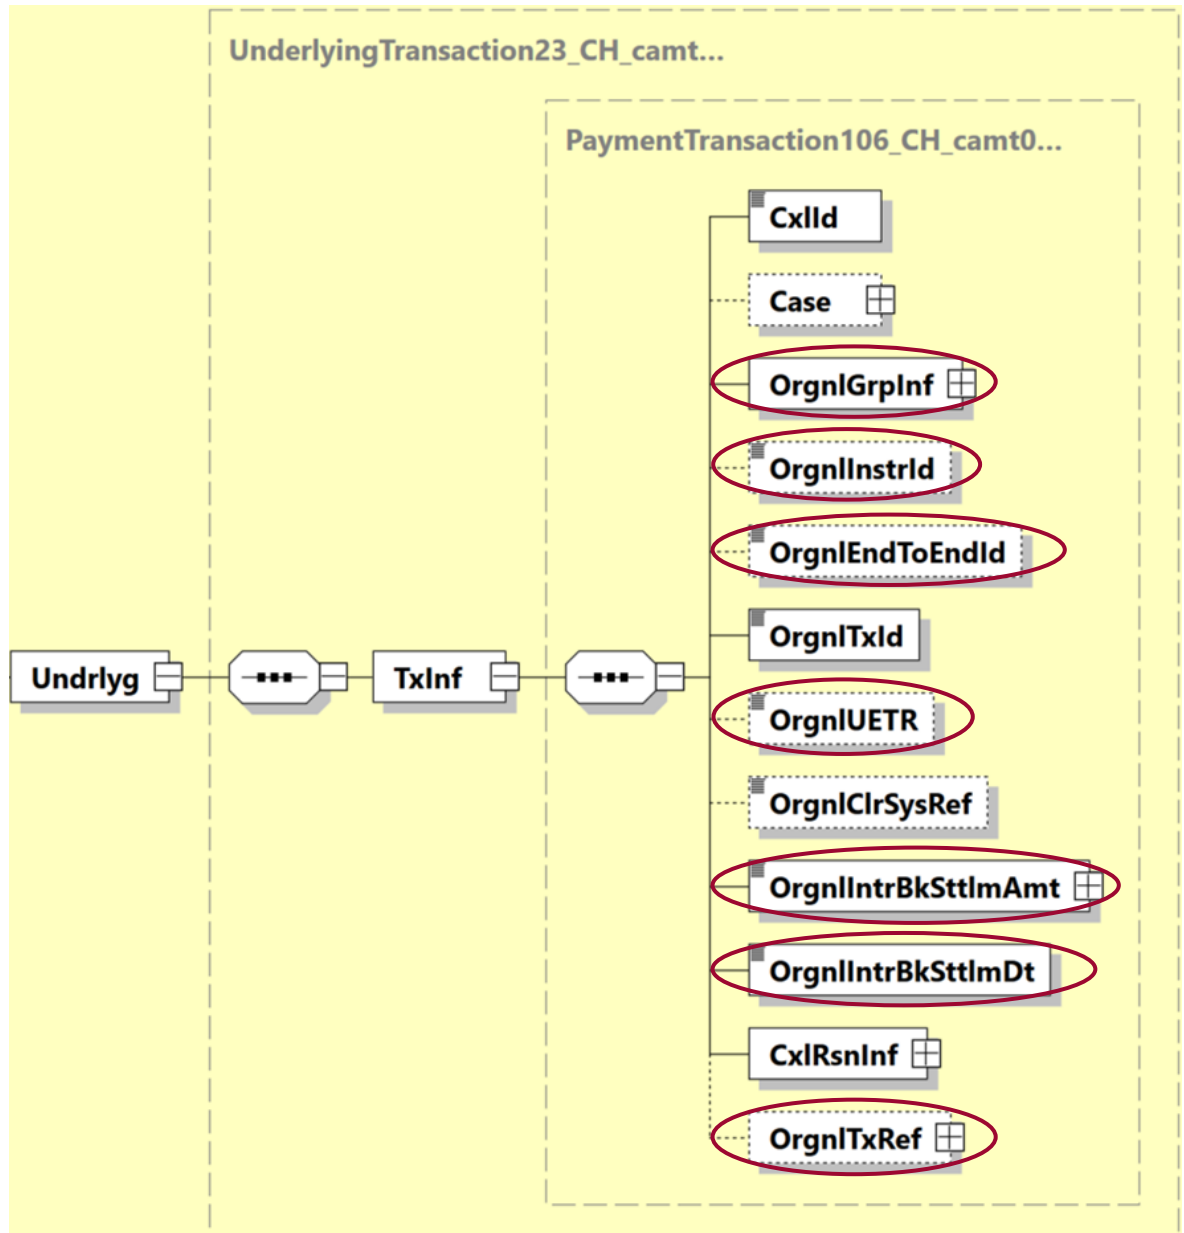 UnderlyingTransaction23_CH_camt...
PaymentTransaction106_CH_camt0...
CxlId
Case
OrgnlGrpInf
OrgnlInstrId
OrgnlEndToEndId
OrgnlTxId
Undrlyg
TxInf
OrgnlUETR
OrgnlClrSysRef
OrgnlIntrBkSttlmAmt
OrgnlIntrBkSttlmDt
CxlRsnInf
OrgnlTxRef